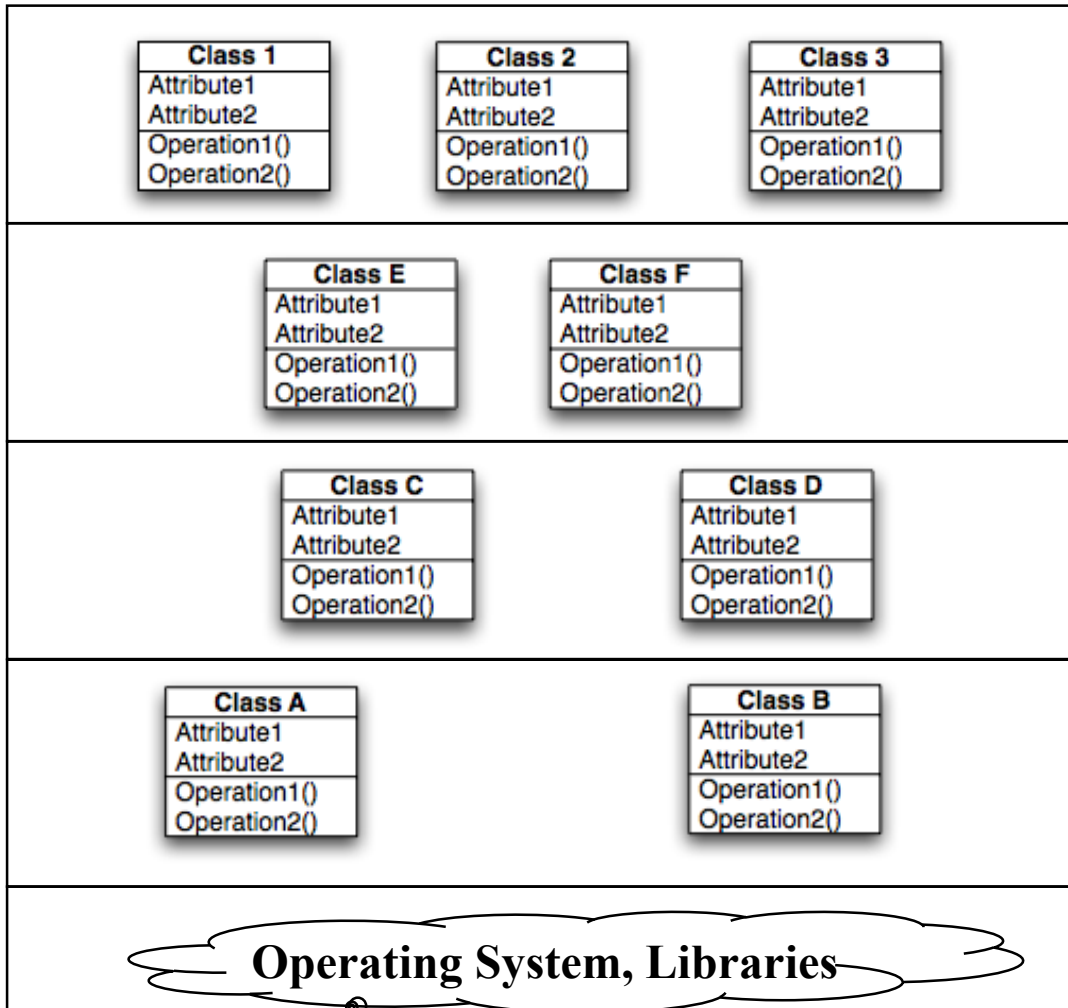 Class 1
Attribute1
Attribute2
Operation1()
Operation2()
Class 2
Attribute1
Attribute2
Operation1()
Operation2()
Class 3
Attribute1
Attribute2
Operation1()
Operation2()
Class E
Attribute1
Attribute2
Operation1()
Operation2()
Class F
Attribute1
Attribute2
Operation1()
Operation2()
Class C
Attribute1
Attribute2
Operation1()
Operation2()
Class D
Attribute1
Attribute2
Operation1()
Operation2()
Class A
Attribute1
Attribute2
Operation1()
Operation2()
Class B
Attribute1
Attribute2
Operation1()
Operation2()
Operating System, Libraries